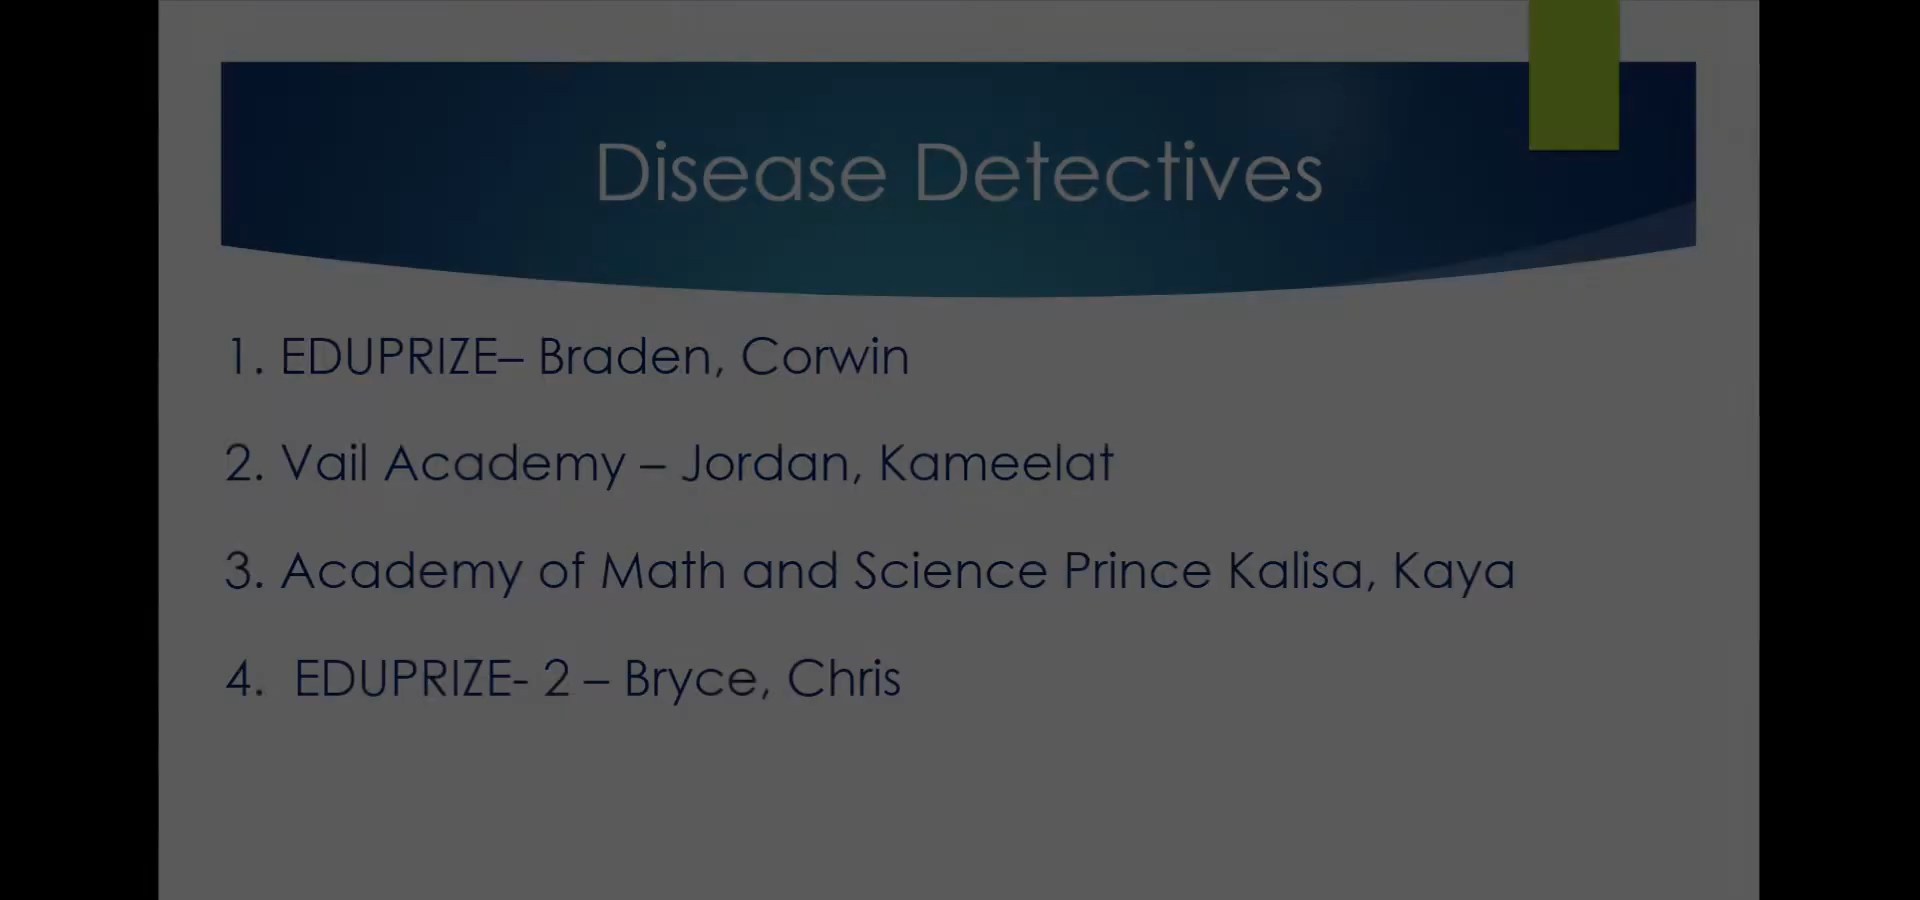 Disease Detectives
1. EDUPRIZE– Braden, Corwin
2. Vail Academy – Jordan, Kameelat
3. Academy of Math and Science Prince Kalisa, Kaya
4. EDUPRIZE- 2 – Bryce, Chris